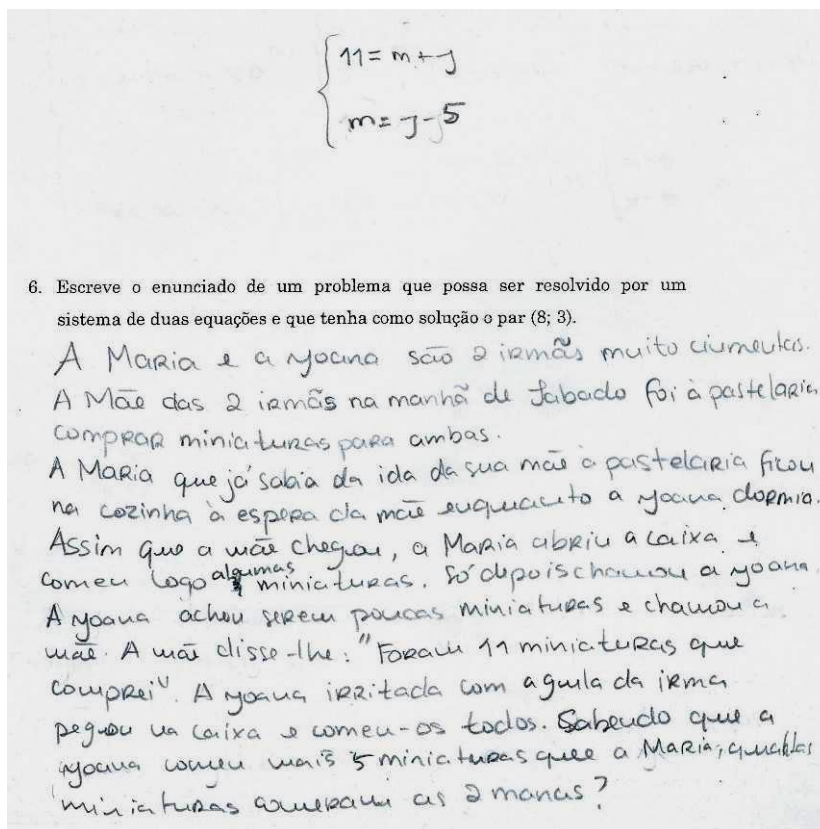 11 = m + j
m = j - 5
6. Escreve o enunciado de um problema que possa ser resolvido por um
sistema de duas equações e que tenha como solução o par (8; 3).
A Maria e a Joana são 2 irmãs muito ciumentas.
A Mãe das 2 irmãs na manhã de Sabado foi à pastelaria
comprar miniaturas para ambas.
A Maria que já sabia da ida da sua mãe à pastelaria ficou
na cozinha à espera da mãe enquanto a Joana dormia.
Assim que a mãe chegou, a Maria abriu a caixa e
comeu logo algumas miniaturas. Só depois chamou a Joana.
A Joana achou serem poucas miniaturas e chamou a
mãe. A mãe disse-lhe: "Foram 11 miniaturas que
comprei". A Joana irritada com a gula da irma
pegou na caixa e comeu-os todos. Sabendo que a
Joana comeu mais 5 miniaturas que a Maria, quantas
miniaturas comeram as 2 manas?